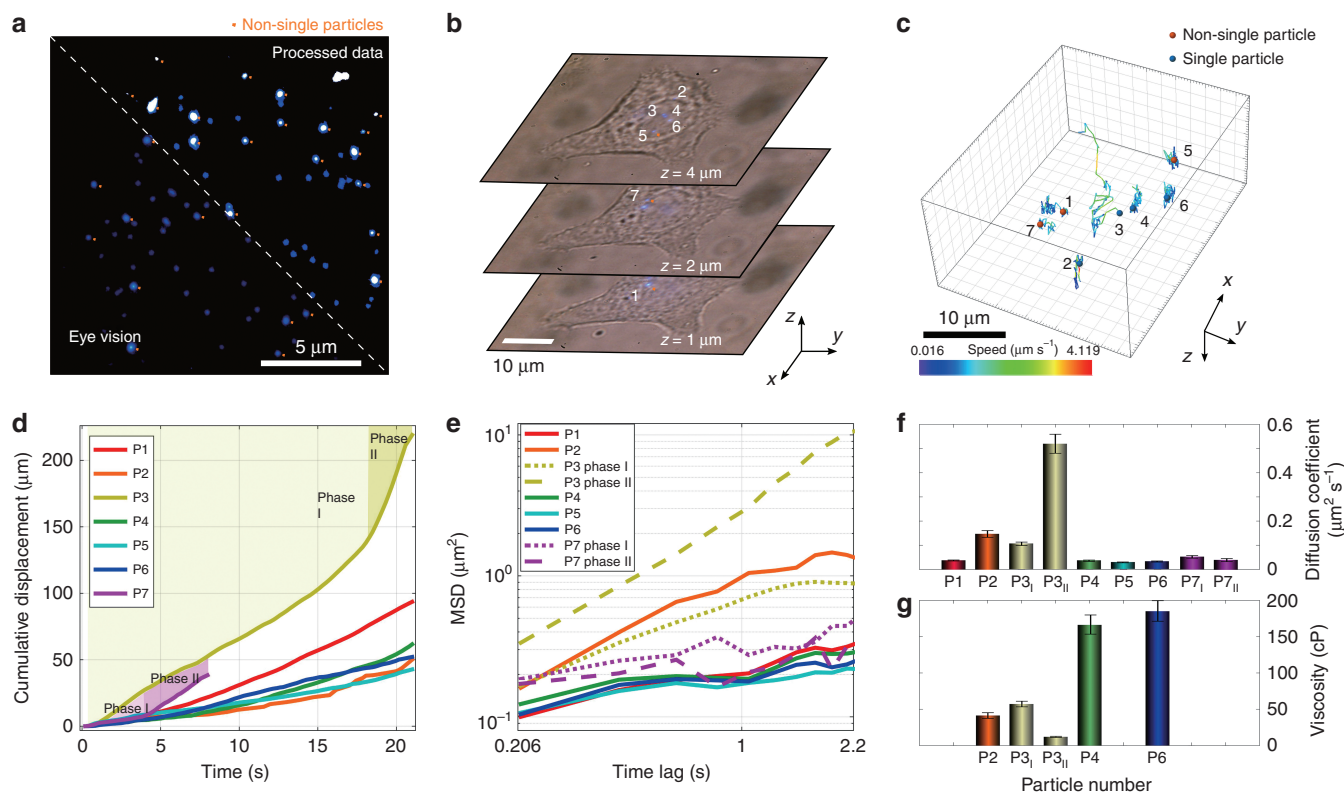 a
Non-single particles
Processed data
Eye vision
5 μm
b
2
3 4
6
5
z = 4 μm
7
z = 2 μm
1
z = 1 μm
10 μm
z
y
x
c
Non-single particle
Single particle
5
1
6
4
3
7
2
10 μm
x
y
z
0.016 Speed (μm s⁻¹) 4.119
d
Cumulative displacement (μm)
200
150
100
50
0
P1
P2
P3
P4
P5
P6
P7
Phase
II
Phase
I
Phase II
Phase I
0 5 10 15 20
Time (s)
e
MSD (μm²)
10¹
10⁰
10⁻¹
P1
P2
P3 phase I
P3 phase II
P4
P5
P6
P7 phase I
P7 phase II
0.206 1 2.2
Time lag (s)
f
0.6
0.4
0.2
0
Diffusion coefficient
(μm² s⁻¹)
P1 P2 P3I P3II P4 P5 P6 P7I P7II
g
200
150
100
50
0
Viscosity (cP)
P2 P3I P3II P4 P6
Particle number